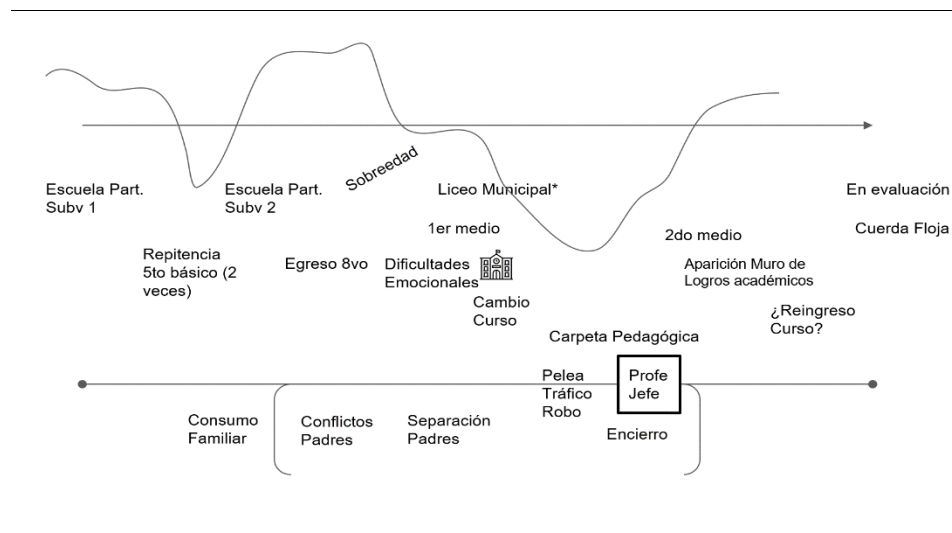 Escuela Part.
Subv 1
Escuela Part.
Subv 2
Sobreedad
Liceo Municipal*
En evaluación
1er medio
2do medio
Cuerda Floja
Repitencia
5to básico (2
veces)
Egreso 8vo
Dificultades
Emocionales
Cambio
Curso
Aparición Muro de
Logros académicos
¿Reingreso
Curso?
Carpeta Pedagógica
Pelea
Tráfico
Robo
Profe
Jefe
Consumo
Familiar
Conflictos
Padres
Separación
Padres
Encierro